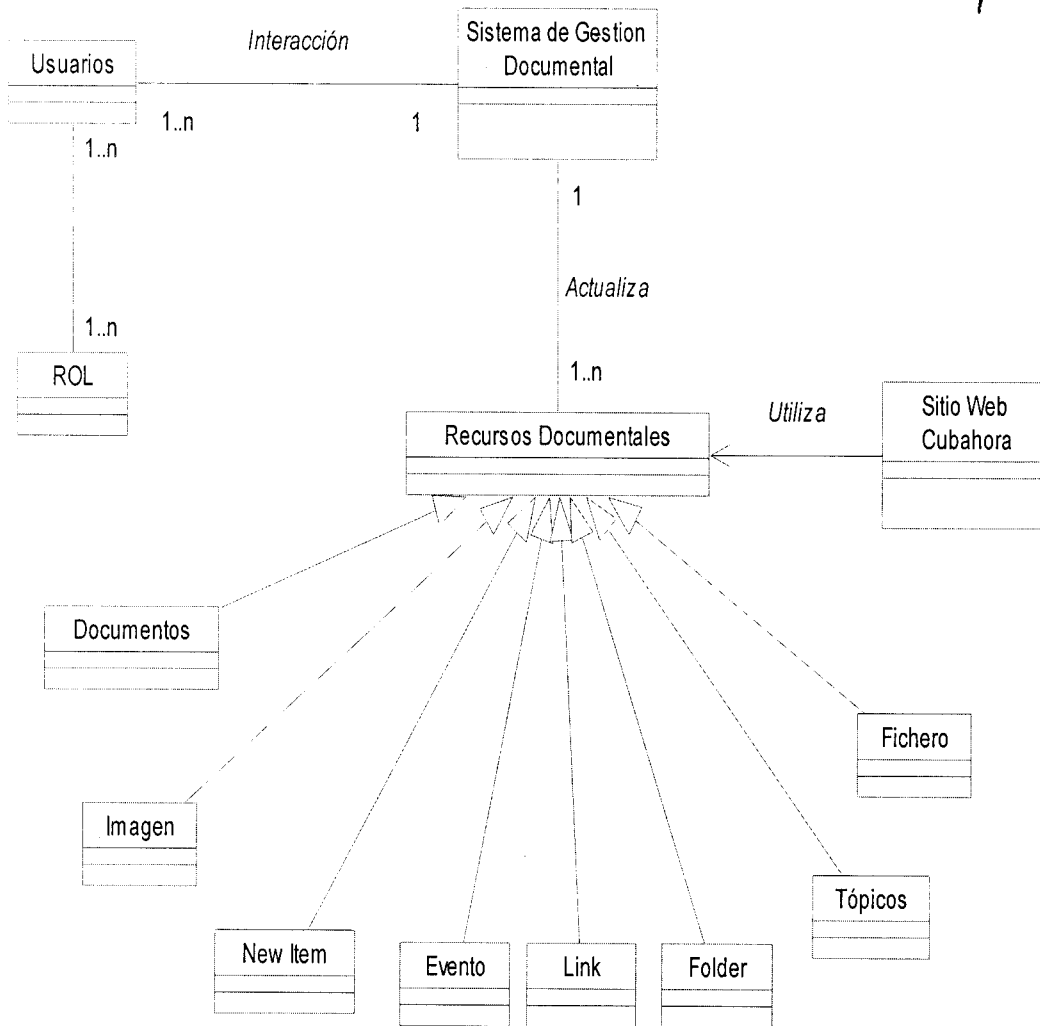 Interacción
Sistema de Gestion
Documental
Usuarios
1..n
1
1..n
1
Actualiza
1..n
1..n
ROL
Recursos Documentales
Utiliza
Sitio Web
Cubahora
Documentos
Fichero
Imagen
Tópicos
New Item
Evento
Link
Folder